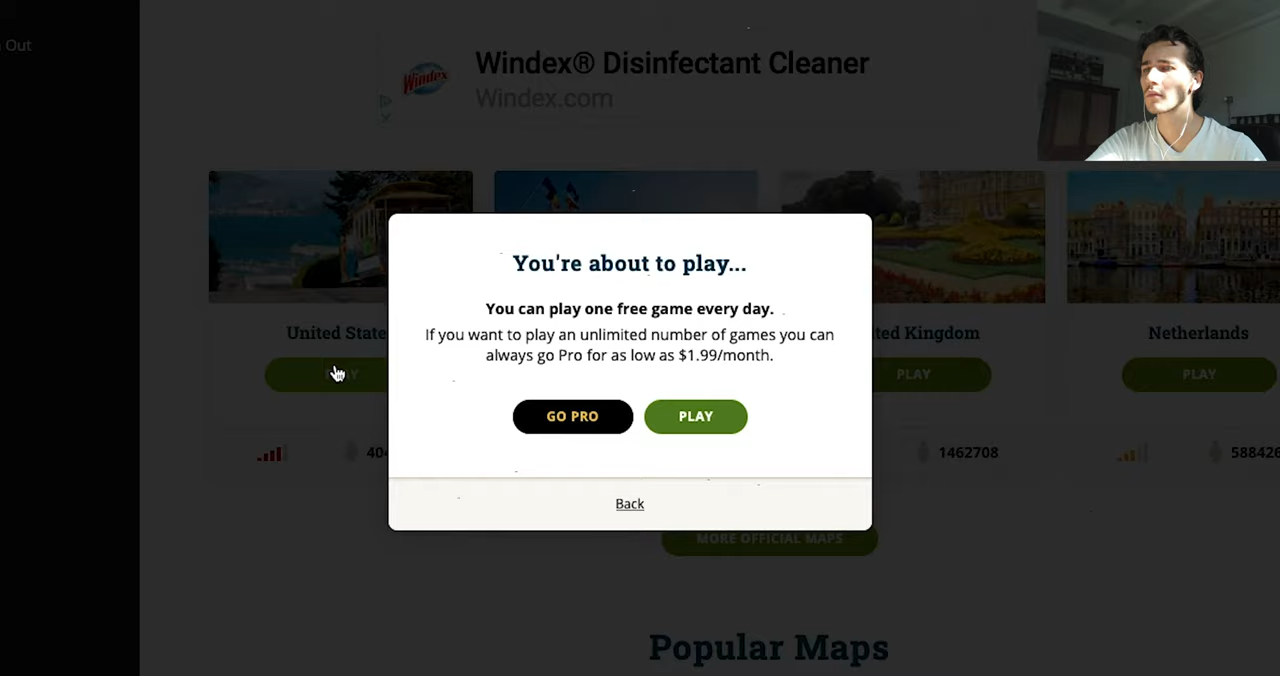 Out
Windex® Disinfectant Cleaner
Windex
Windex.com
You're about to play...
You can play one free game every day.
If you want to play an unlimited number of games you can
always go Pro for as low as $1.99/month.
GO PRO
PLAY
Back
United State
ted Kingdom
Netherlands
PLAY
PLAY
404
1462708
588426
MORE OFFICIAL MAPS
Popular Maps